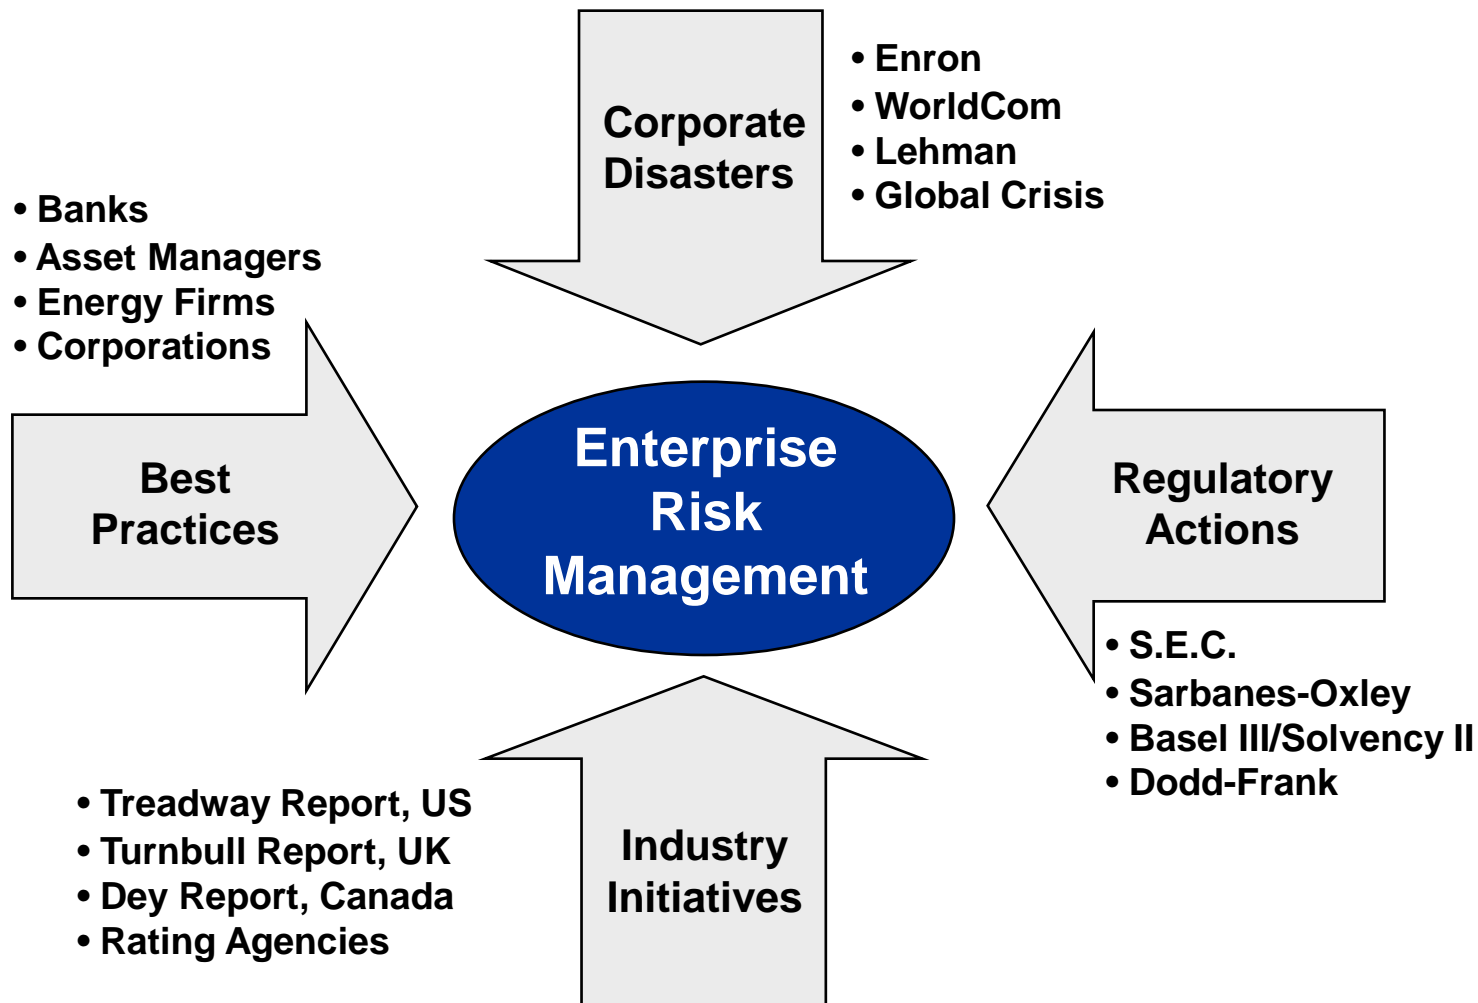 Corporate
Disasters
• Enron
• WorldCom
• Lehman
• Global Crisis
• Banks
• Asset Managers
• Energy Firms
• Corporations
Best
Practices
Enterprise
Risk
Management
Regulatory
Actions
• S.E.C.
• Sarbanes-Oxley
• Basel III/Solvency II
• Dodd-Frank
• Treadway Report, US
• Turnbull Report, UK
• Dey Report, Canada
• Rating Agencies
Industry
Initiatives